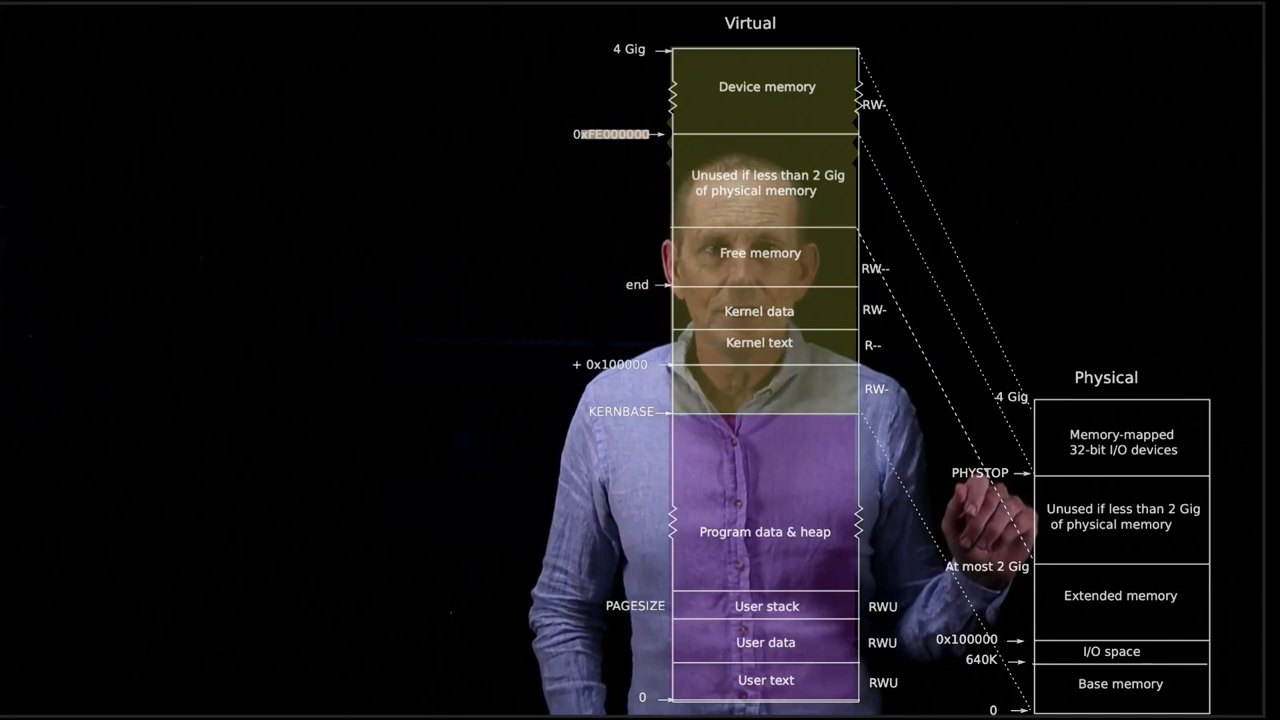 Virtual
4 Gig
Device memory
RW-
0xFE000000
Unused if less than 2 Gig
of physical memory
Free memory
RW--
end
Kernel data
RW-
Kernel text
R--
+ 0x100000
RW-
KERNBASE
Program data & heap
PAGESIZE
User stack
RWU
User data
RWU
User text
RWU
0
Physical
4 Gig
Memory-mapped
32-bit I/O devices
PHYSTOP
Unused if less than 2 Gig
of physical memory
At most 2 Gig
Extended memory
0x100000
I/O space
640K
Base memory
0